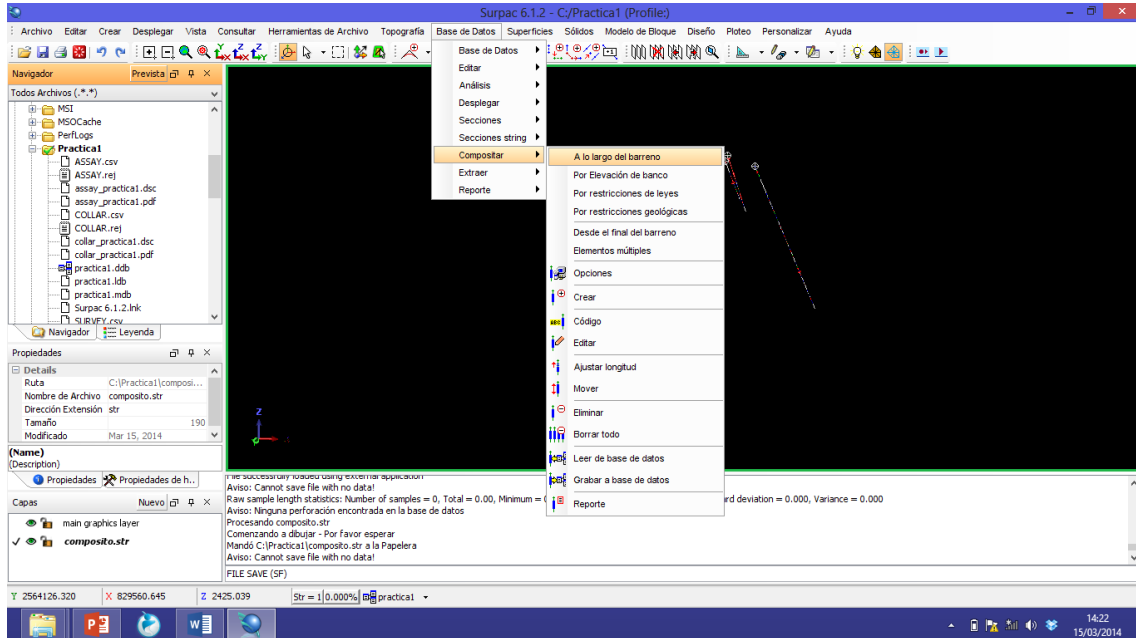 Surpac 6.1.2 - C:/Practica1 (Profile:)
Archivo Editar Crear Desplegar Vista Consultar Herramientas de Archivo Topografía Base de Datos Superficies Sólidos Modelo de Bloque Diseño Ploteo Personalizar Ayuda
Navegador Prevista
Todos Archivos (.*.*)
MSI
MSOCache
PerfLogs
Practica1
ASSAY.csv
ASSAY.rej
assay_practica1.dsc
assay_practica1.pdf
COLLAR.csv
COLLAR.rej
collar_practica1.dsc
collar_practica1.pdf
practica1.ddb
practica1.ldb
practica1.mdb
Surpac 6.1.2.lnk
SURVEY.csv
Navigador Leyenda
Base de Datos
Editar
Análisis
Desplegar
Secciones
Secciones string
Compositar
Extraer
Reporte
A lo largo del barreno
Por Elevación de banco
Por restricciones de leyes
Por restricciones geológicas
Desde el final del barreno
Elementos múltiples
Opciones
Crear
Código
Editar
Ajustar longitud
Mover
Eliminar
Borrar todo
Leer de base de datos
Grabar a base de datos
Reporte
Propiedades
Details
Ruta C:\Practica1\composi...
Nombre de Archivo composito.str
Dirección Extensión str
Tamaño 190
Modificado Mar 15, 2014
(Name)
(Description)
Propiedades Propiedades de h..
Z
Capas Nuevo
main graphics layer
composito.str
File successfully loaded using external application
Aviso: Cannot save file with no data!
Raw sample length statistics: Number of samples = 0, Total = 0.00, Minimum = rd deviation = 0.000, Variance = 0.000
Aviso: Ninguna perforación encontrada en la base de datos
Procesando composito.str
Comenzando a dibujar - Por favor esperar
Mandó C:\Practica1\composito.str a la Papelera
Aviso: Cannot save file with no data!
FILE SAVE (SF)
Y 2564126.320 X 829560.645 Z 2425.039 Str = 1 0.000% practica1
14:22
15/03/2014